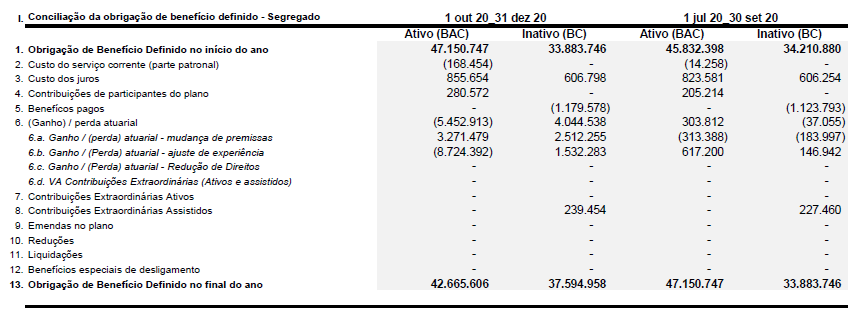 I. Conciliação da obrigação de benefício definido - Segregado 1 out 20_31 dez 20 1 jul 20_30 set 20
Ativo (BAC) Inativo (BC) Ativo (BAC) Inativo (BC)
1. Obrigação de Benefício Definido no início do ano 47.150.747 33.883.746 45.832.398 34.210.880
2. Custo do serviço corrente (parte patronal) (168.454) - (14.258) -
3. Custo dos juros 855.654 606.798 823.581 606.254
4. Contribuições de participantes do plano 280.572 - 205.214 -
5. Benefícos pagos - (1.179.578) - (1.123.793)
6. (Ganho) / perda atuarial (5.452.913) 4.044.538 303.812 (37.055)
6.a. Ganho / (perda) atuarial - mudança de premissas 3.271.479 2.512.255 (313.388) (183.997)
6.b. Ganho / (Perda) atuarial - ajuste de experiência (8.724.392) 1.532.283 617.200 146.942
6.c. Ganho / (Perda) atuarial - Redução de Direitos - - - -
6.d. VA Contribuições Extraordinárias (Ativos e assistidos) - - - -
7. Contribuições Extraordinárias Ativos - - - -
8. Contribuições Extraordinárias Assistidos - 239.454 - 227.460
9. Emendas no plano - - - -
10. Reduções - - - -
11. Liquidações - - - -
12. Benefícios especiais de desligamento - - - -
13. Obrigação de Benefício Definido no final do ano 42.665.606 37.594.958 47.150.747 33.883.746